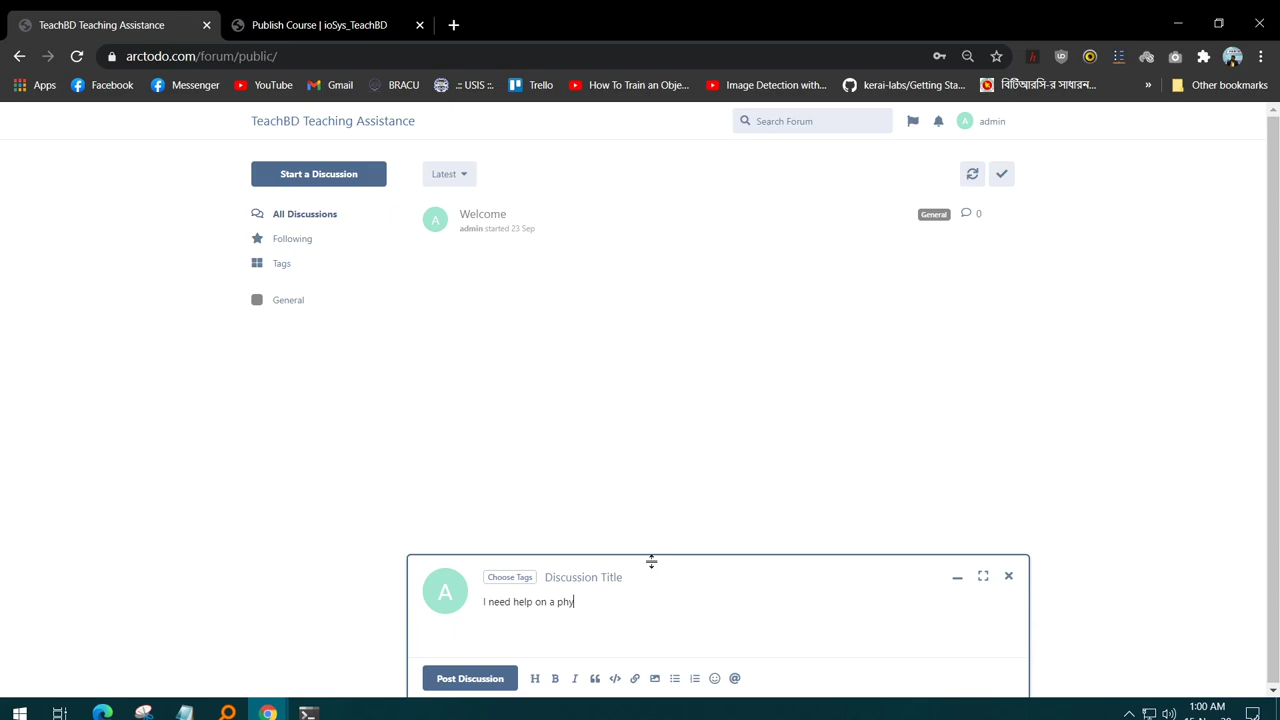 TeachBD Teaching Assistance
Publish Course | ioSys_TeachBD
arctodo.com/forum/public/
Apps
Facebook
Messenger
YouTube
Gmail
BRACU
.:: USIS ::.
Trello
How To Train an Obje...
Image Detection with...
kerai-labs/Getting Sta...
Other bookmarks
TeachBD Teaching Assistance
Search Forum
A
admin
Start a Discussion
Latest
All Discussions
A
Welcome
General
0
admin started 23 Sep
Following
Tags
General
A
Choose Tags
Discussion Title
I need help on a phy
Post Discussion
1:00 AM